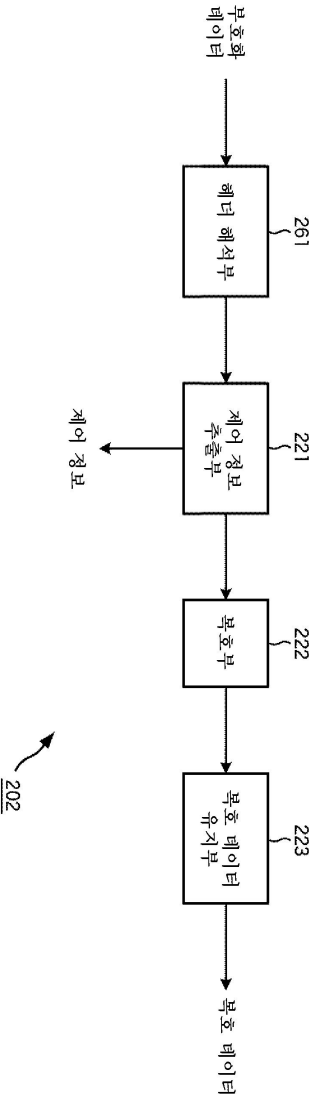 부호화
데이터
261
헤더 해석부
221
제어 정보
추출부
제어 정보
222
복호부
223
복호 데이터
유지부
복호 데이터
202